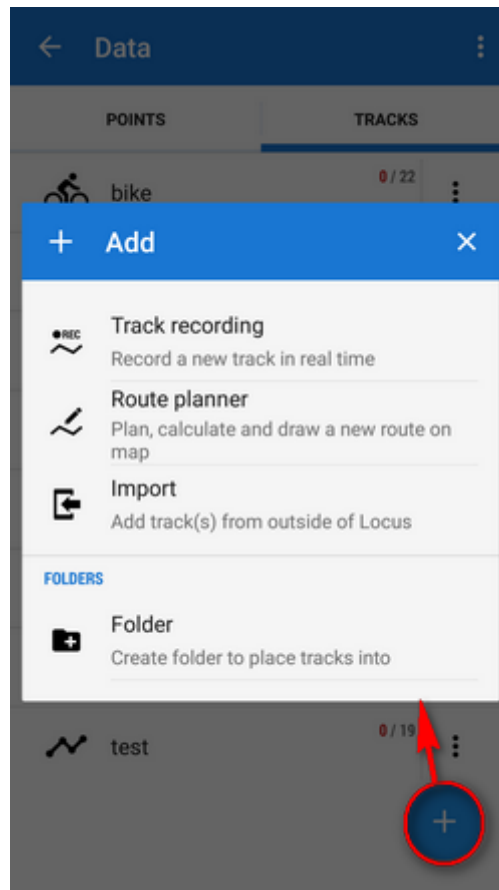 Data
POINTS TRACKS
bike 0 / 22
Add
REC
Track recording
Record a new track in real time
Route planner
Plan, calculate and draw a new route on
map
Import
Add track(s) from outside of Locus
FOLDERS
Folder
Create folder to place tracks into
test 0 / 19